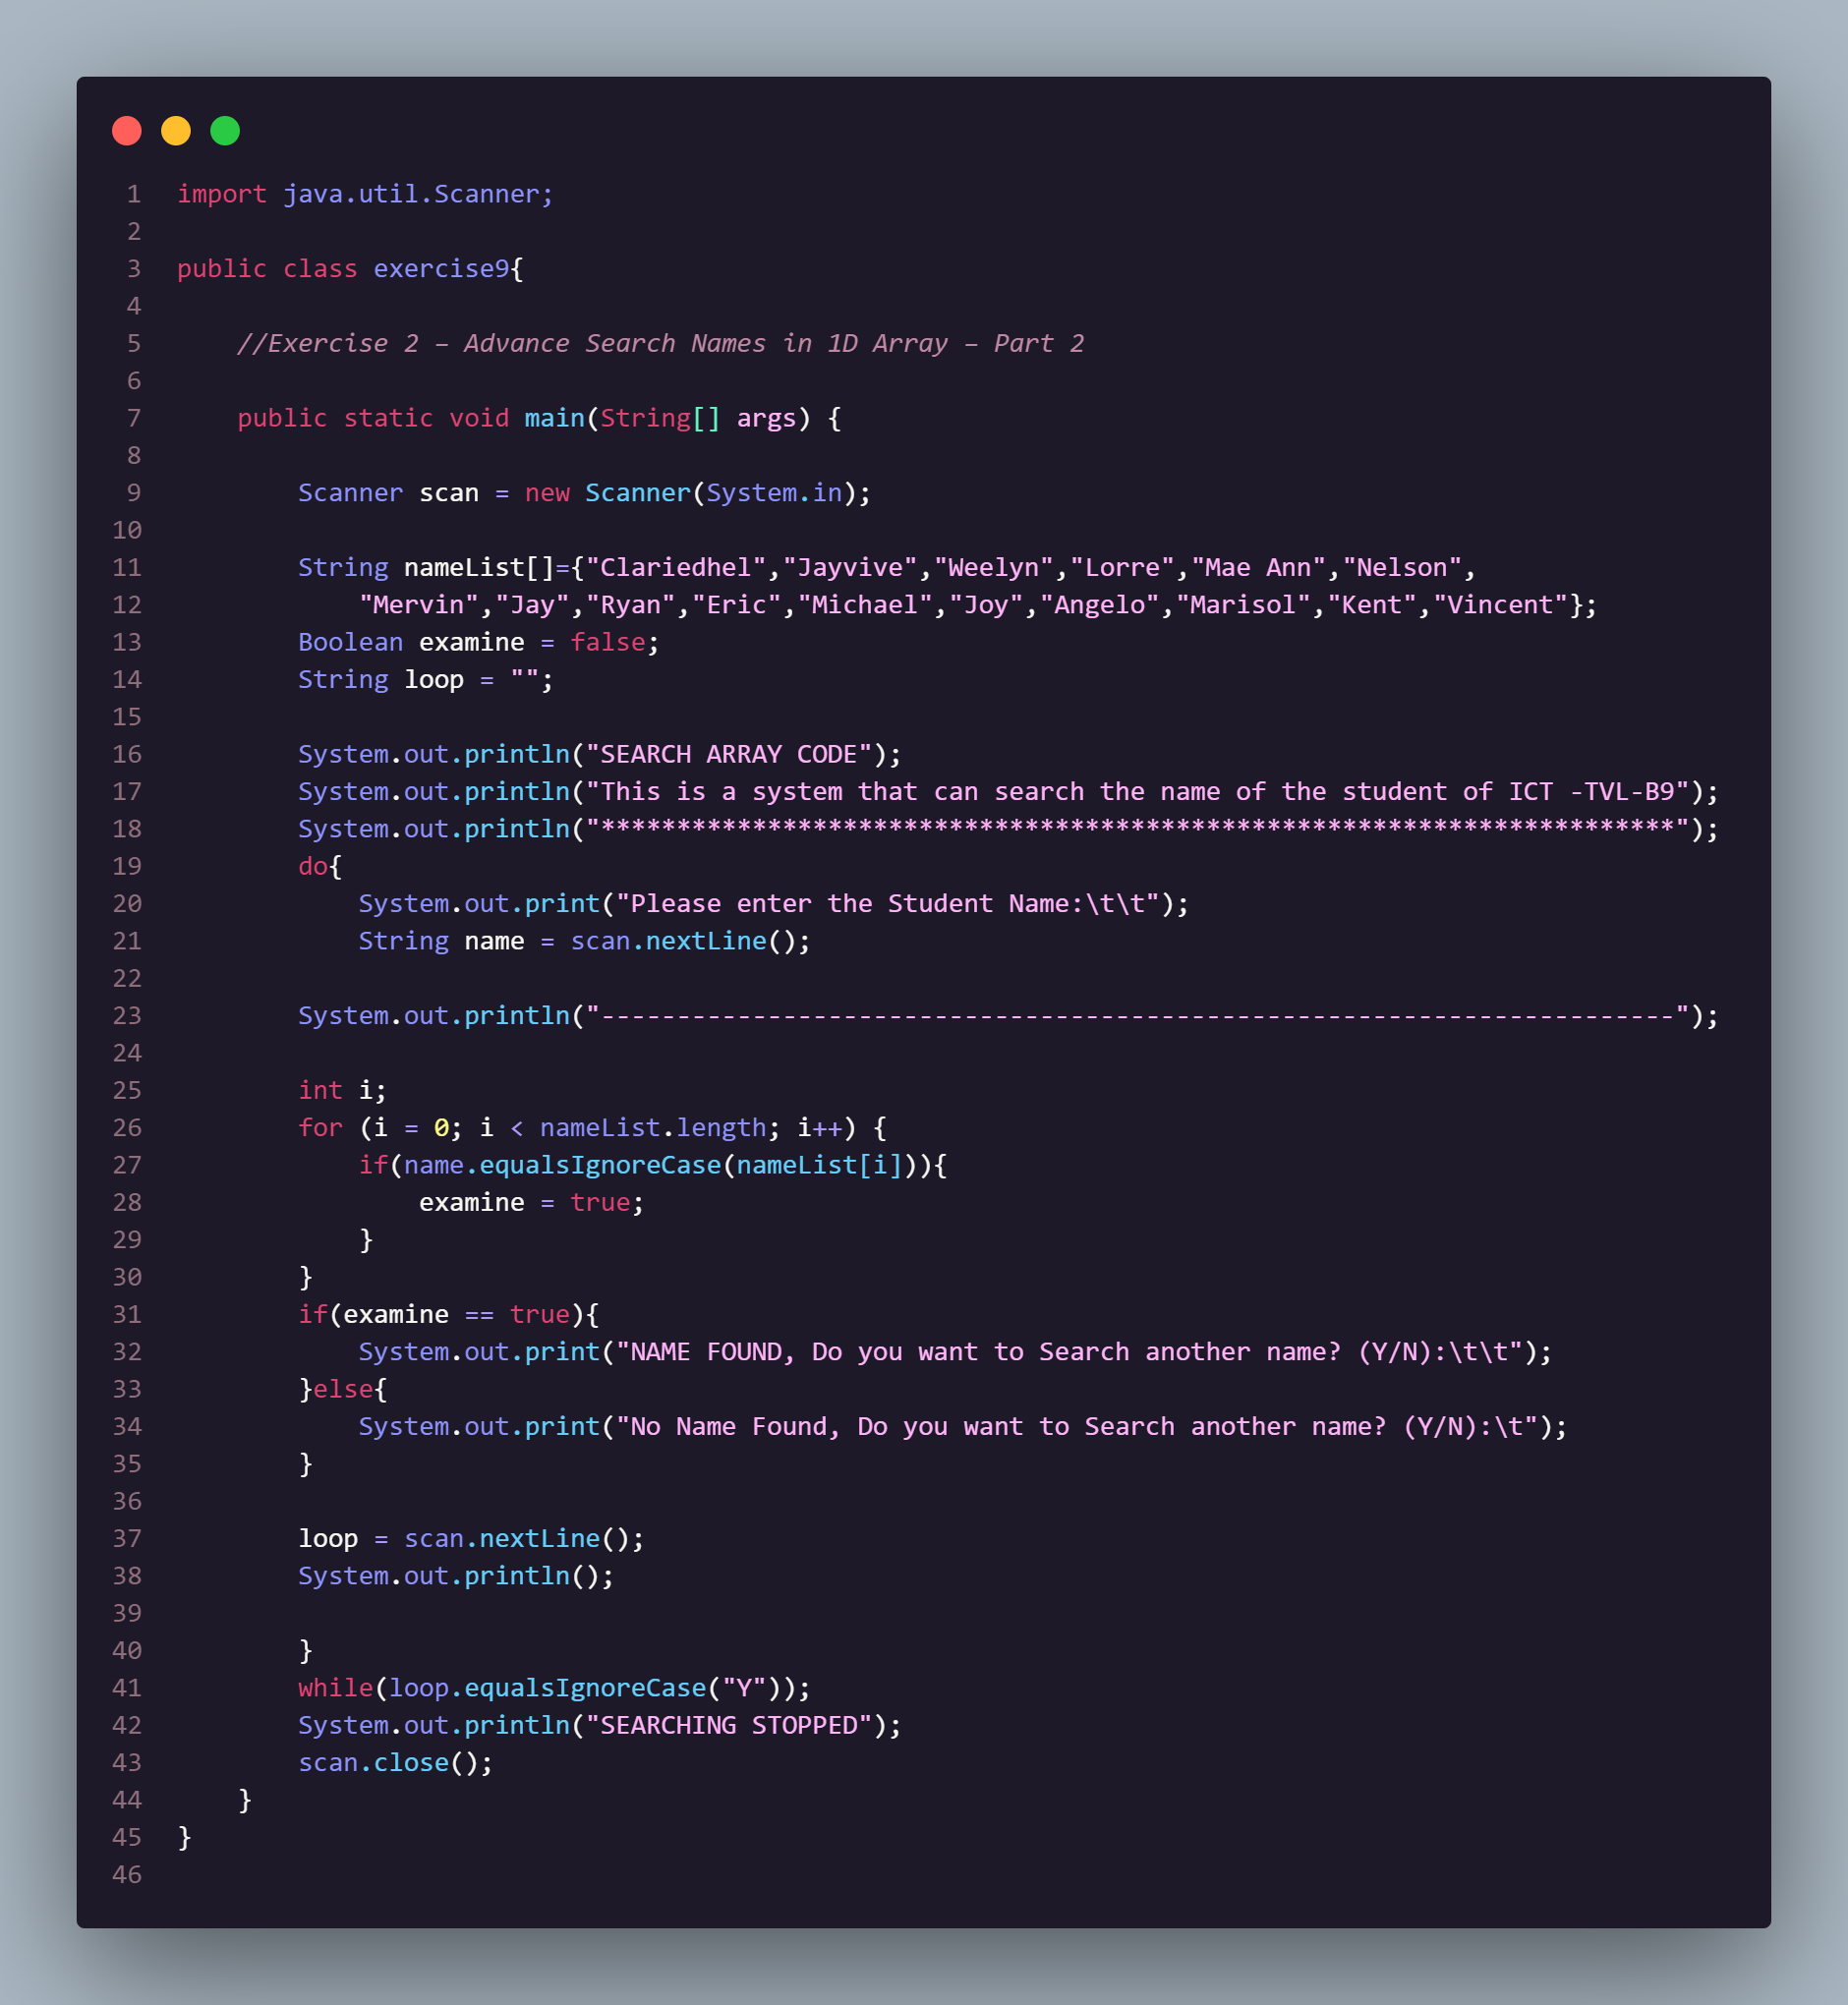 1 import java.util.Scanner;
2
3 public class exercise9{
4
5     //Exercise 2 – Advance Search Names in 1D Array – Part 2
6
7     public static void main(String[] args) {
8
9         Scanner scan = new Scanner(System.in);
10
11         String nameList[]={"Clariedhel","Jayvive","Weelyn","Lorre","Mae Ann","Nelson",
12             "Mervin","Jay","Ryan","Eric","Michael","Joy","Angelo","Marisol","Kent","Vincent"};
13         Boolean examine = false;
14         String loop = "";
15
16         System.out.println("SEARCH ARRAY CODE");
17         System.out.println("This is a system that can search the name of the student of ICT -TVL-B9");
18         System.out.println("***********************************************************************");
19         do{
20             System.out.print("Please enter the Student Name:\t\t");
21             String name = scan.nextLine();
22
23         System.out.println("-----------------------------------------------------------------------");
24
25         int i;
26         for (i = 0; i < nameList.length; i++) {
27             if(name.equalsIgnoreCase(nameList[i])){
28                 examine = true;
29             }
30         }
31         if(examine == true){
32             System.out.print("NAME FOUND, Do you want to Search another name? (Y/N):\t\t");
33         }else{
34             System.out.print("No Name Found, Do you want to Search another name? (Y/N):\t");
35         }
36
37         loop = scan.nextLine();
38         System.out.println();
39
40         }
41         while(loop.equalsIgnoreCase("Y"));
42         System.out.println("SEARCHING STOPPED");
43         scan.close();
44     }
45 }
46